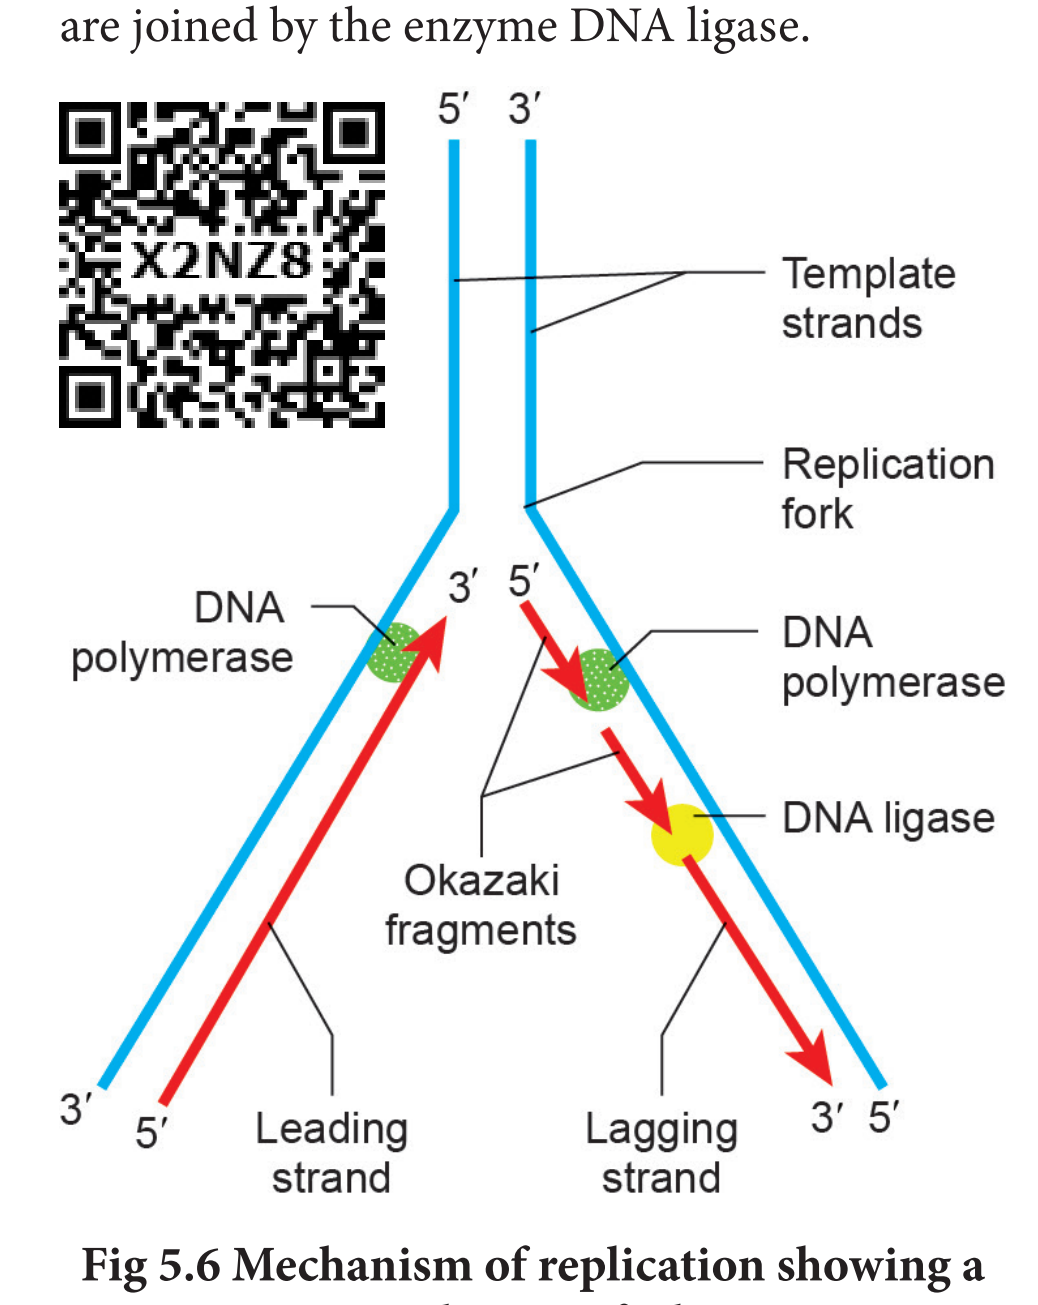 are joined by the enzyme DNA ligase.
5′ 3′
X2NZ8
Template
strands
Replication
fork
3′ 5′
DNA
polymerase
DNA
polymerase
DNA ligase
Okazaki
fragments
3′
5′
3′ 5′
Leading
strand
Lagging
strand
Fig 5.6 Mechanism of replication showing a